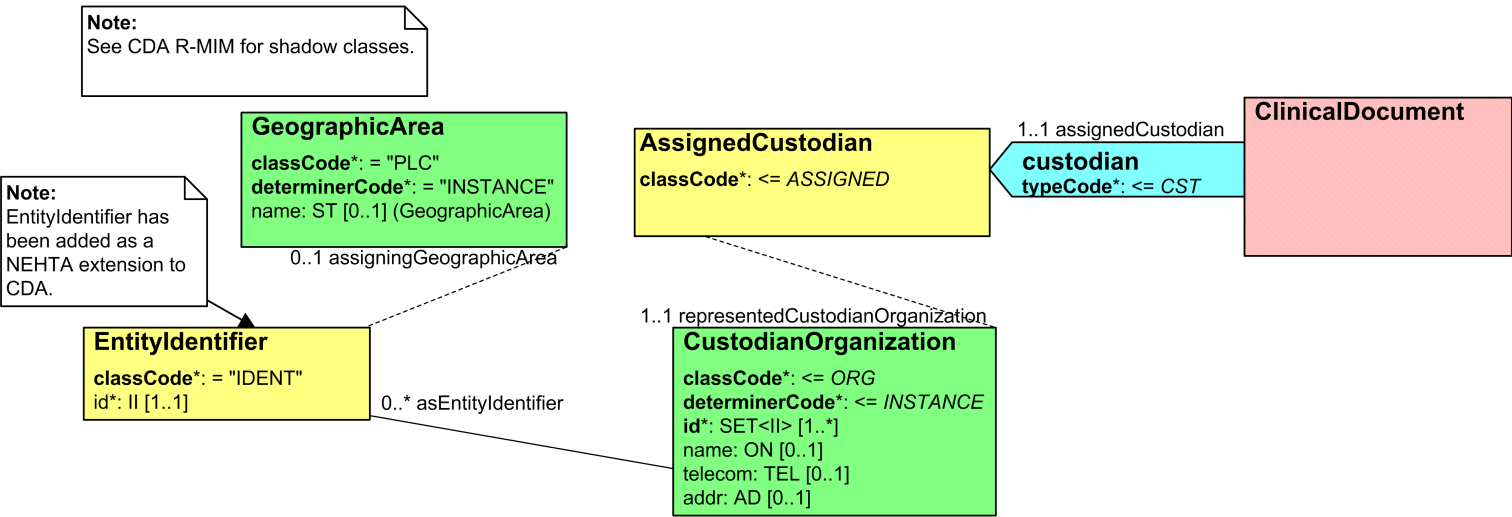 Note:
See CDA R-MIM for shadow classes.
GeographicArea
classCode*: = "PLC"
determinerCode*: = "INSTANCE"
name: ST [0..1] (GeographicArea)
0..1 assigningGeographicArea
Note:
EntityIdentifier has
been added as a
NEHTA extension to
CDA.
EntityIdentifier
classCode*: = "IDENT"
id*: II [1..1]
0..* asEntityIdentifier
AssignedCustodian
classCode*: <= ASSIGNED
1..1 assignedCustodian
custodian
typeCode*: <= CST
ClinicalDocument
1..1 representedCustodianOrganization
CustodianOrganization
classCode*: <= ORG
determinerCode*: <= INSTANCE
id*: SET<II> [1..*]
name: ON [0..1]
telecom: TEL [0..1]
addr: AD [0..1]